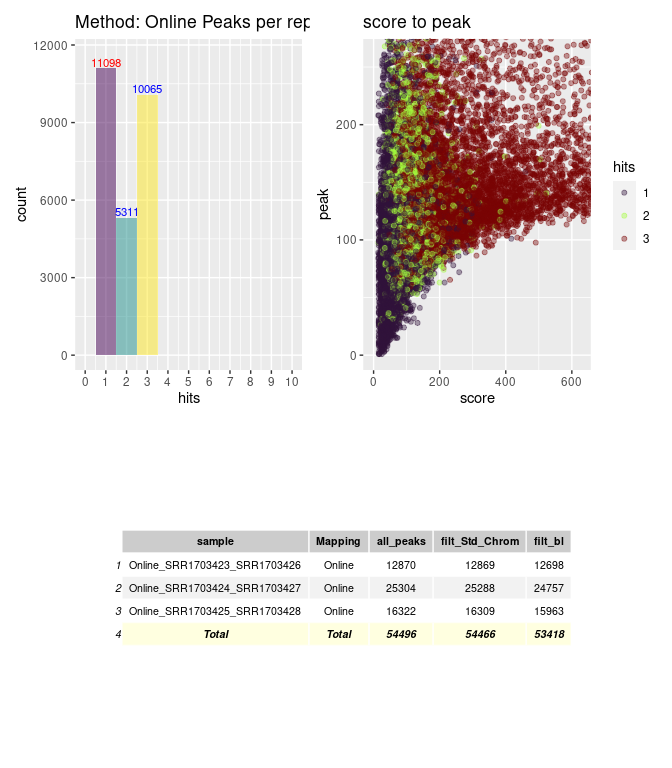 Method: Online Peaks per rep
12000
9000
6000
3000
0
count
11098
5311
10065
0 1 2 3 4 5 6 7 8 9 10
hits
score to peak
200
100
0
peak
0 200 400 600
score
hits
1
2
3
sample Mapping all_peaks filt_Std_Chrom filt_bl
1 Online_SRR1703423_SRR1703426 Online 12870 12869 12698
2 Online_SRR1703424_SRR1703427 Online 25304 25288 24757
3 Online_SRR1703425_SRR1703428 Online 16322 16309 15963
4 Total Total 54496 54466 53418